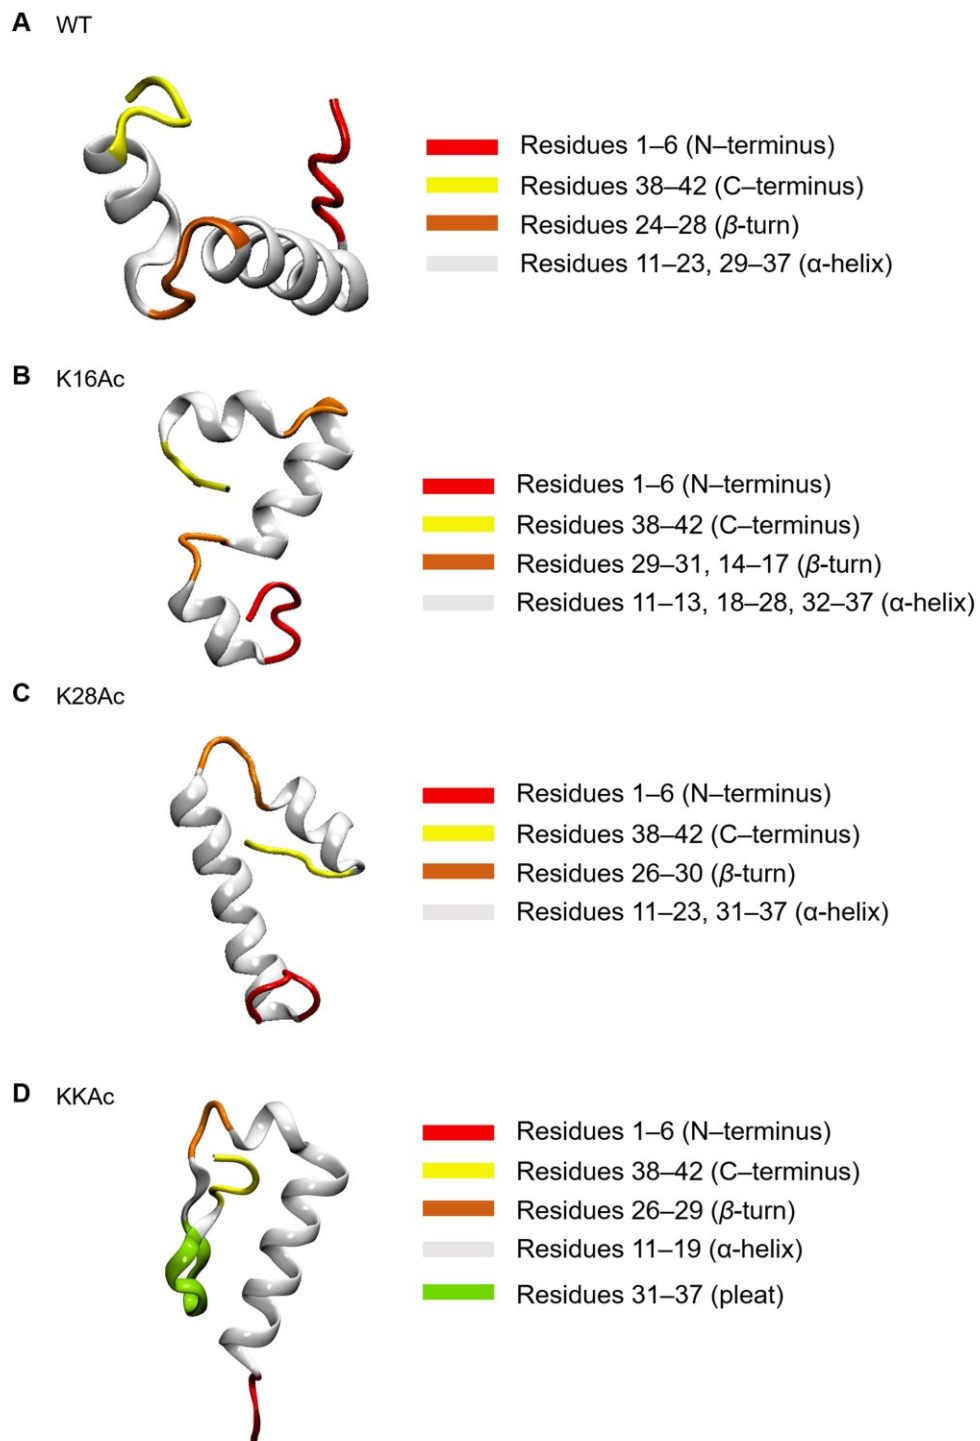 A WT
Residues 1–6 (N–terminus)
Residues 38–42 (C–terminus)
Residues 24–28 (β-turn)
Residues 11–23, 29–37 (α-helix)
B K16Ac
Residues 1–6 (N–terminus)
Residues 38–42 (C–terminus)
Residues 29–31, 14–17 (β-turn)
Residues 11–13, 18–28, 32–37 (α-helix)
C K28Ac
Residues 1–6 (N–terminus)
Residues 38–42 (C–terminus)
Residues 26–30 (β-turn)
Residues 11–23, 31–37 (α-helix)
D KKAc
Residues 1–6 (N–terminus)
Residues 38–42 (C–terminus)
Residues 26–29 (β-turn)
Residues 11–19 (α-helix)
Residues 31–37 (pleat)